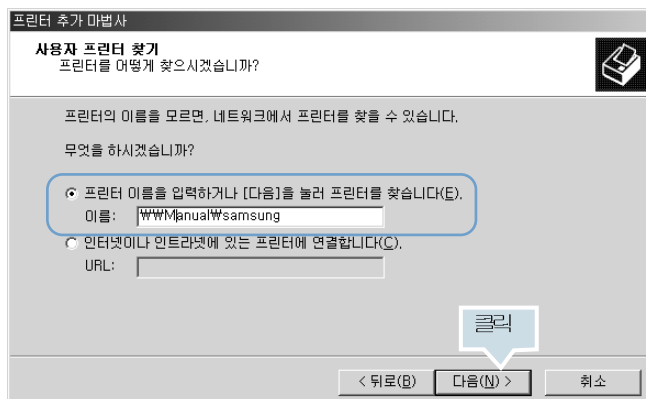 프린터 추가 마법사
사용자 프린터 찾기
프린터를 어떻게 찾으시겠습니까?
프린터의 이름을 모르면, 네트워크에서 프린터를 찾을 수 있습니다.
무엇을 하시겠습니까?
프린터 이름을 입력하거나 [다음]을 눌러 프린터를 찾습니다(E).
이름: ₩₩Manual₩samsung
인터넷이나 인트라넷에 있는 프린터에 연결합니다(C).
URL:
클릭
< 뒤로(B) 다음(N) > 취소